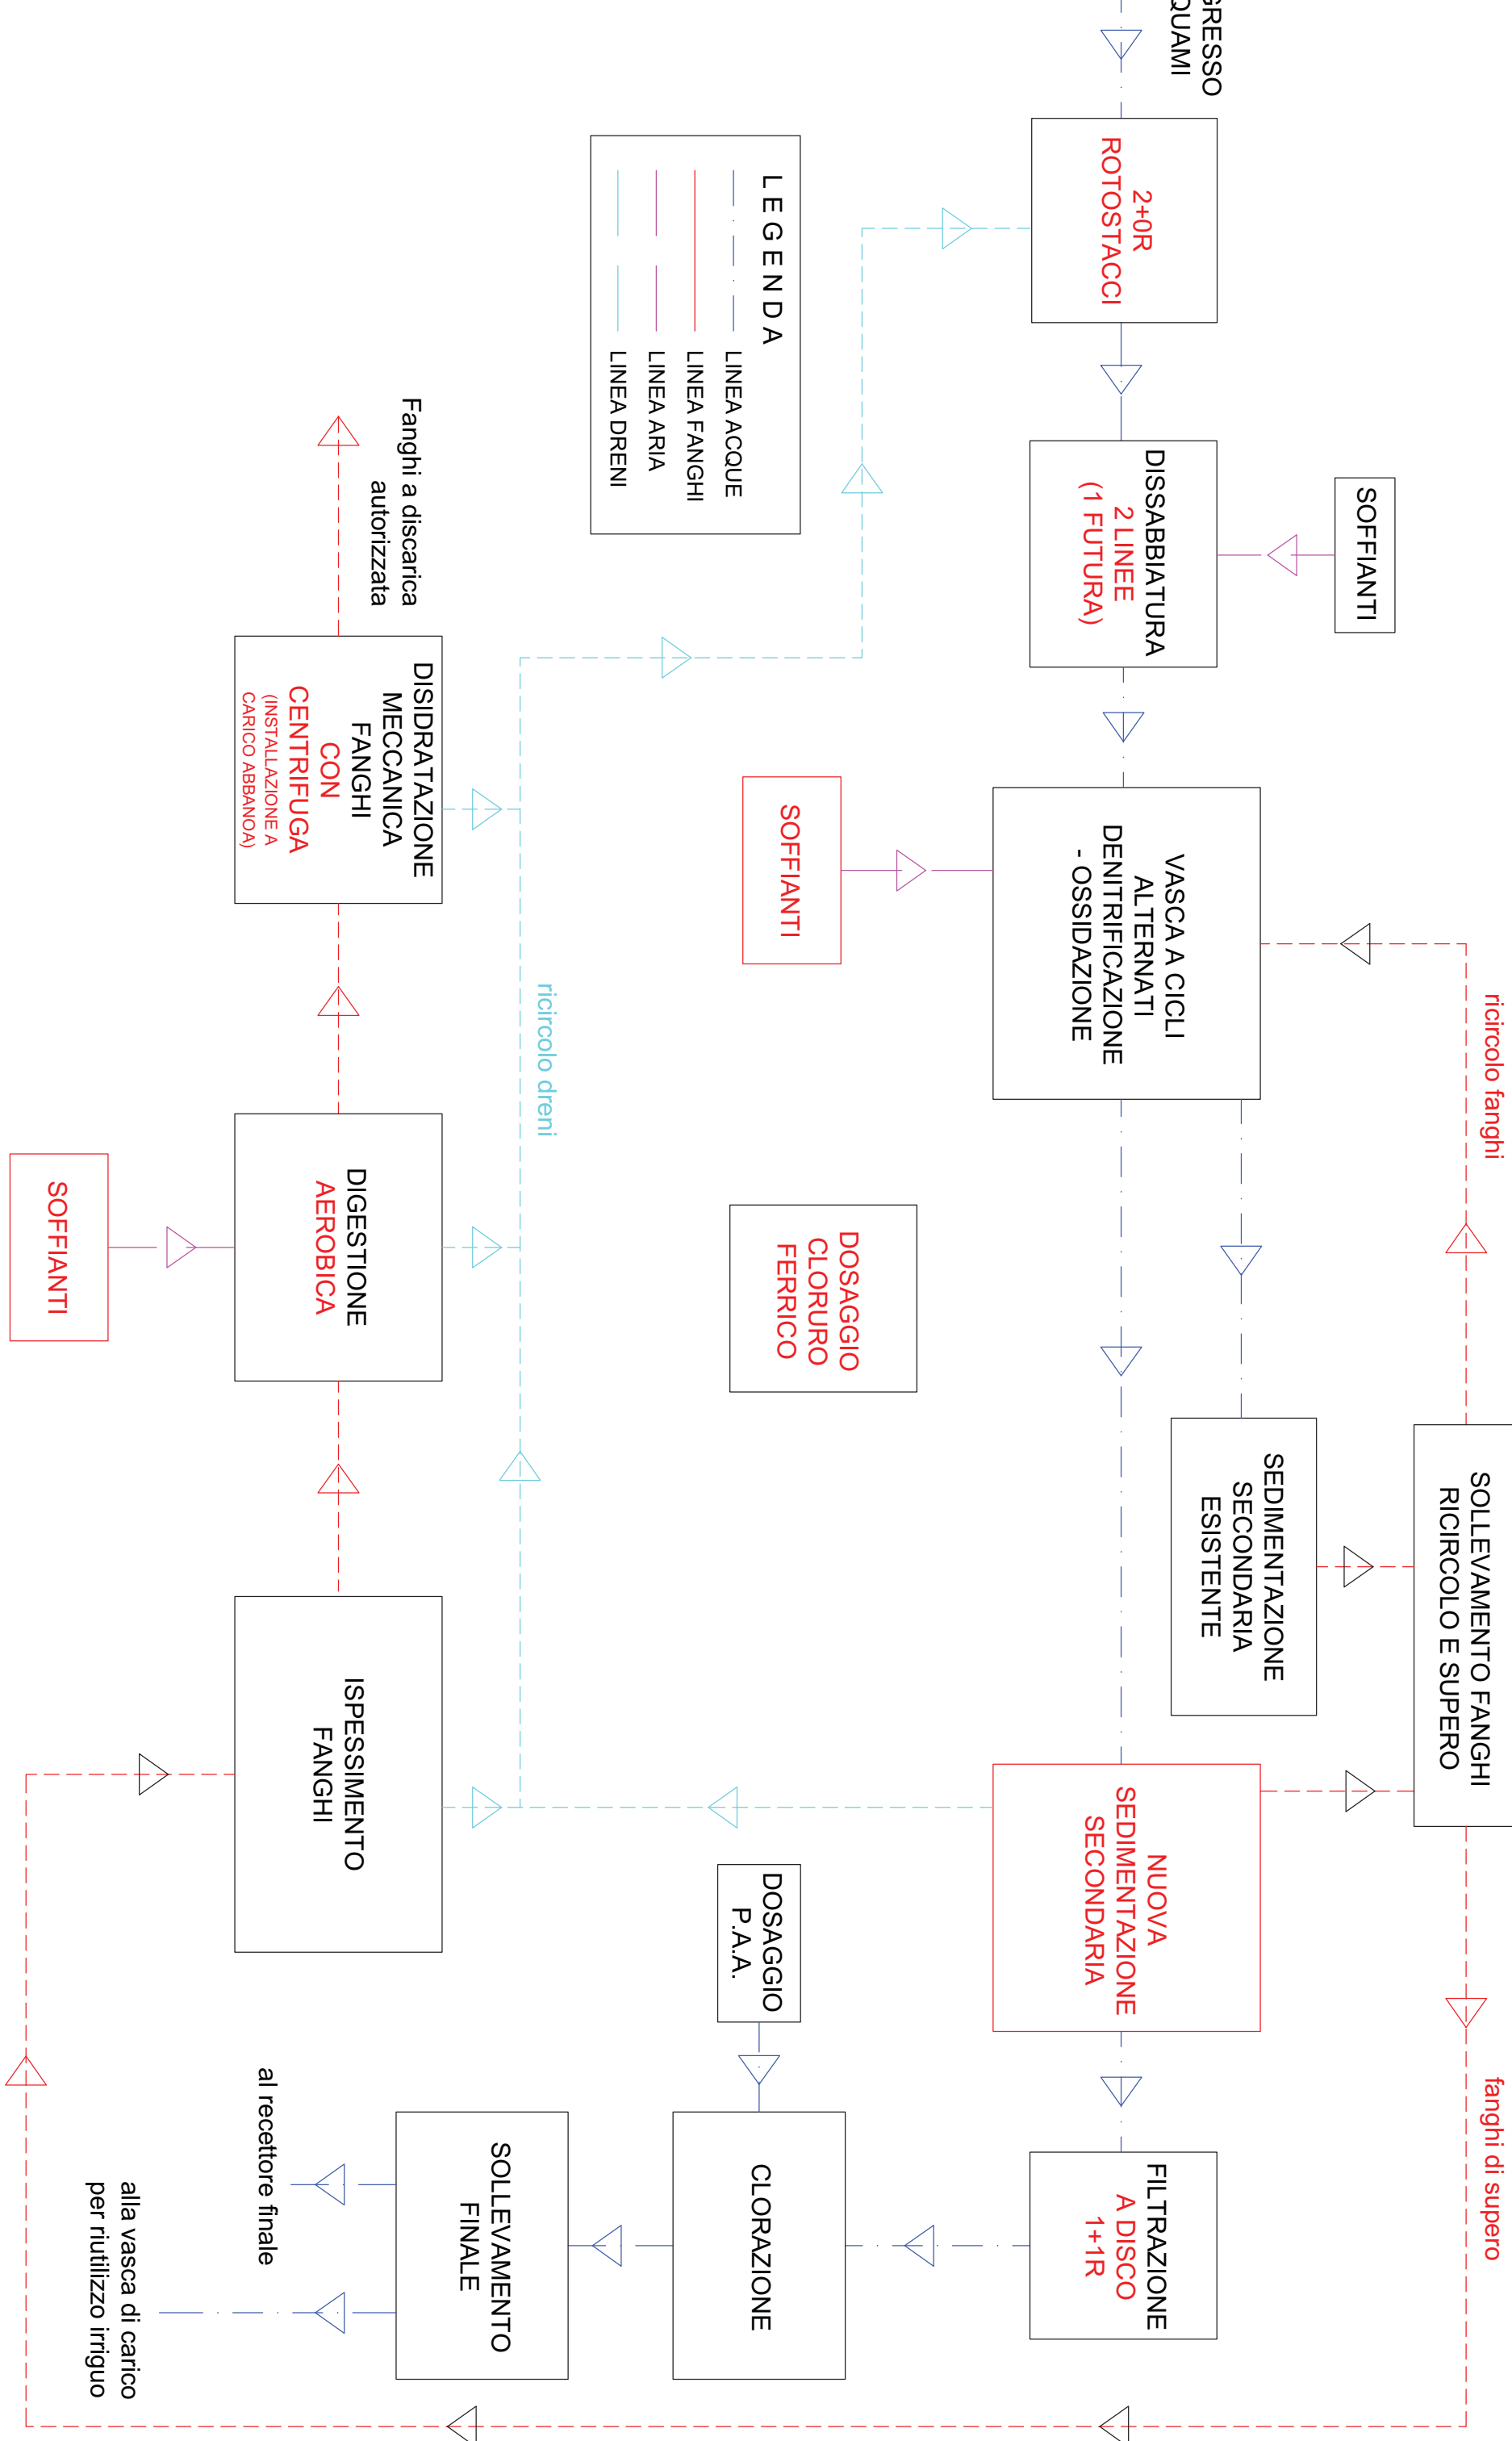 ricircolo fanghi
SOLLEVAMENTO FANGHI
RICIRCOLO E SUPERO
fanghi di supero
SOFFIANTI
SEDIMENTAZIONE
SECONDARIA
ESISTENTE
GRESSO
QUAMI
2+0R
ROTOSTACCI
DISSABBIATURA
2 LINEE
(1 FUTURA)
VASCA A CICLI
ALTERNATI
DENITRIFICAZIONE
- OSSIDAZIONE
NUOVA
SEDIMENTAZIONE
SECONDARIA
FILTRAZIONE
A DISCO
1+1R
SOFFIANTI
DOSAGGIO
CLORURO
FERRICO
DOSAGGIO
P.A.A.
CLORAZIONE
L E G E N D A
LINEA ACQUE
LINEA FANGHI
LINEA ARIA
LINEA DRENI
ricircolo dreni
SOLLEVAMENTO
FINALE
Fanghi a discarica
autorizzata
DISIDRATAZIONE
MECCANICA
FANGHI
CON
CENTRIFUGA
(INSTALLAZIONE A
CARICO ABBANOA)
DIGESTIONE
AEROBICA
ISPESSIMENTO
FANGHI
al recettore finale
alla vasca di carico
per riutilizzo irriguo
SOFFIANTI